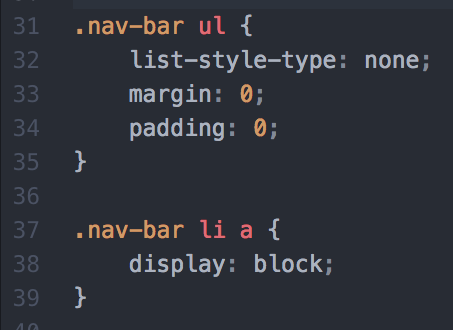 31 .nav-bar ul {
32     list-style-type: none;
33     margin: 0;
34     padding: 0;
35 }
36
37 .nav-bar li a {
38     display: block;
39 }